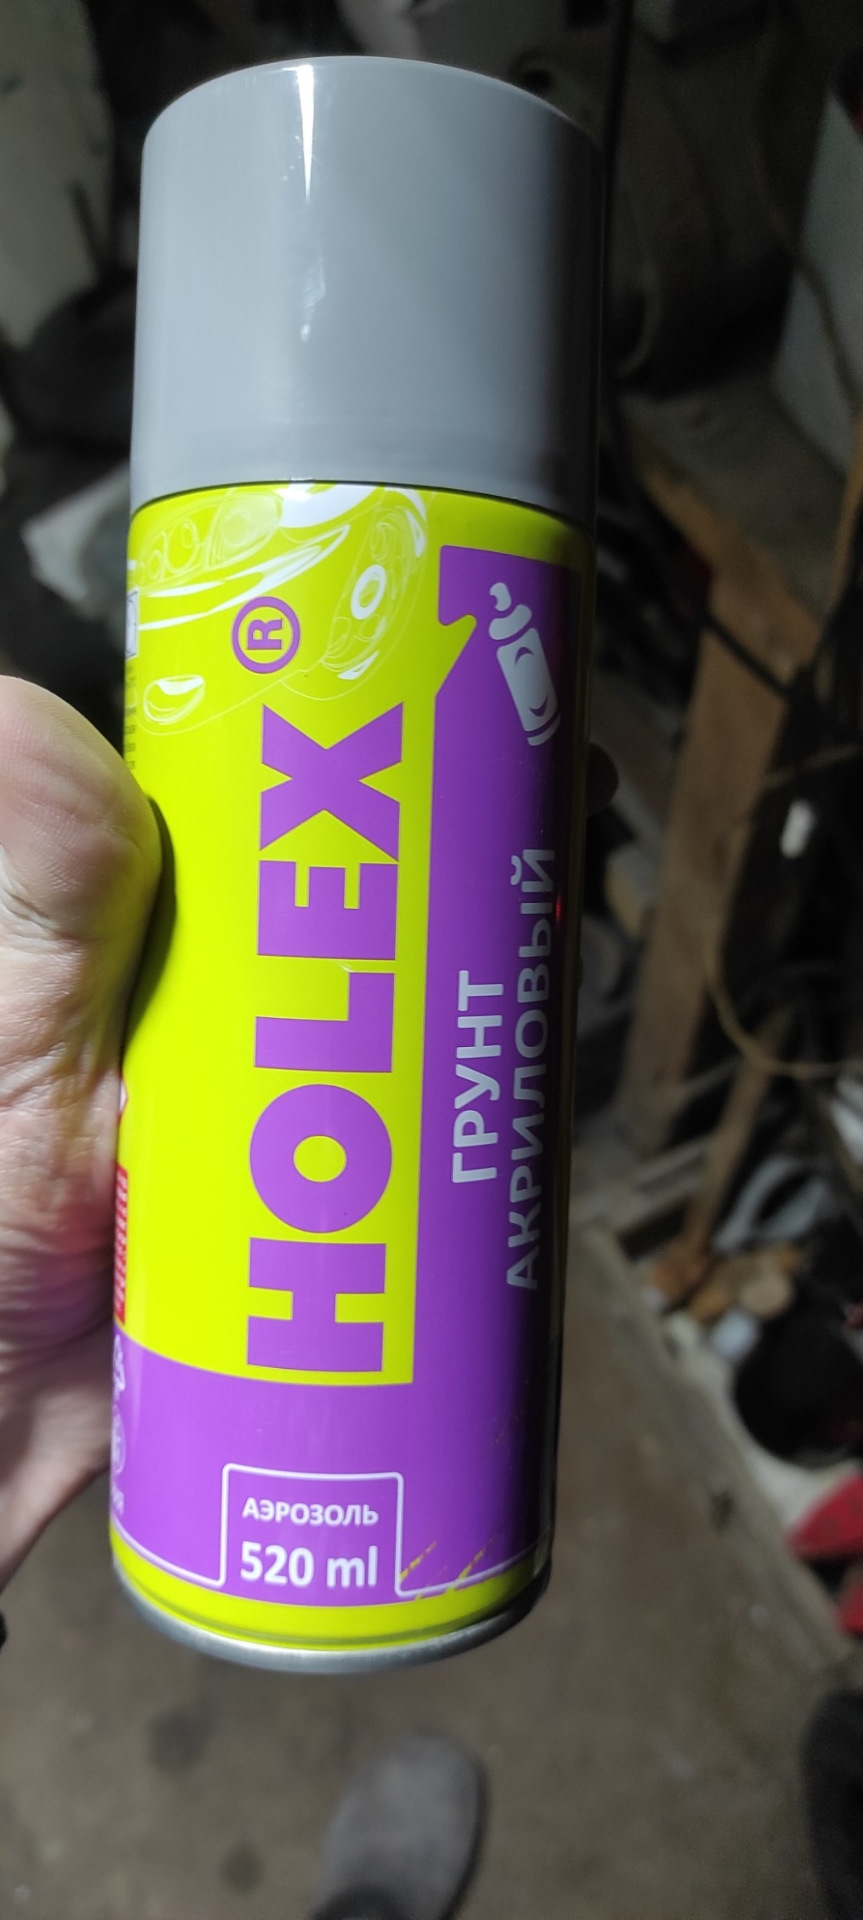 HOLEX®
ГРУНТ
АКРИЛОВЫЙ
АЭРОЗОЛЬ
520 ml